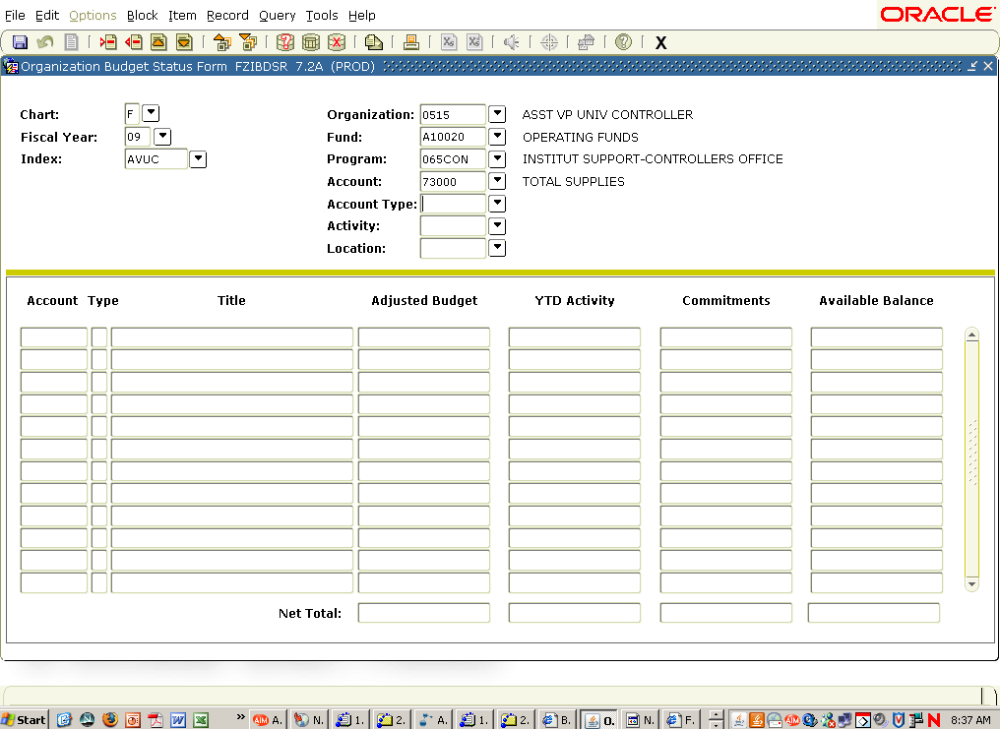 File Edit Options Block Item Record Query Tools Help
ORACLE
Organization Budget Status Form FZIBDSR 7.2A (PROD)
Chart: F Organization: 0515 ASST VP UNIV CONTROLLER
Fiscal Year: 09 Fund: A10020 OPERATING FUNDS
Index: AVUC Program: 065CON INSTITUT SUPPORT-CONTROLLERS OFFICE
Account: 73000 TOTAL SUPPLIES
Account Type:
Activity:
Location:
Account Type Title Adjusted Budget YTD Activity Commitments Available Balance
Net Total:
Start » A. N. 1. 2. A. 1. 2. B. O. N. F. 8:37 AM